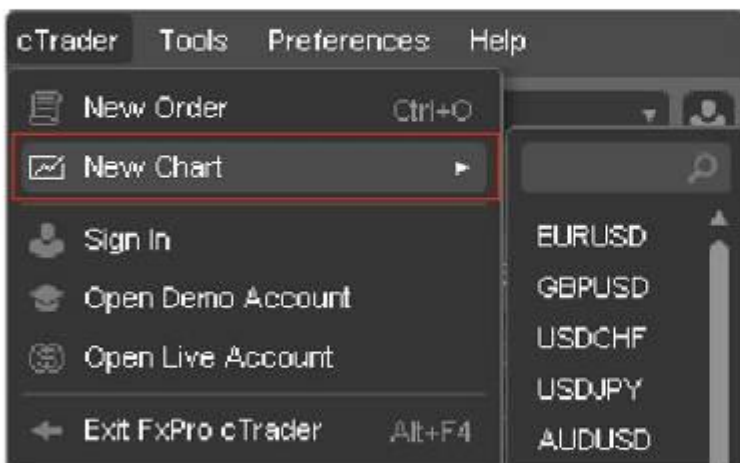 cTrader Tools Preferences Help
New Order Ctrl+O
New Chart
Sign In
Open Demo Account
Open Live Account
Exit FxPro cTrader Alt+F4
EURUSD
GBPUSD
USDCHF
USDJPY
AUDUSD